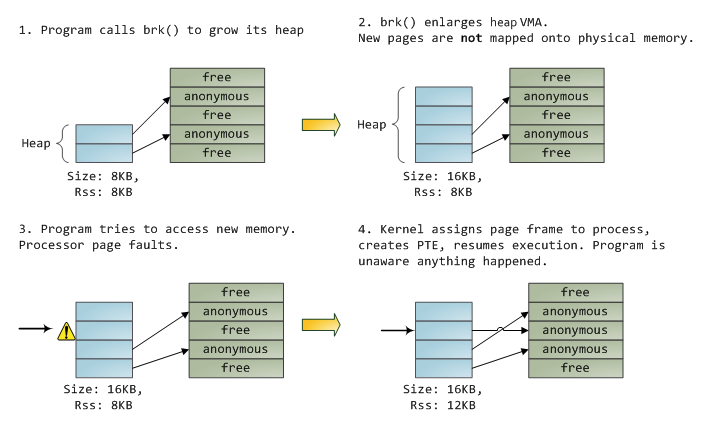 1. Program calls brk() to grow its heap
free
anonymous
free
anonymous
free
Heap
Size: 8KB,
Rss: 8KB
2. brk() enlarges heap VMA.
New pages are not mapped onto physical memory.
free
anonymous
free
anonymous
free
Heap
Size: 16KB,
Rss: 8KB
3. Program tries to access new memory.
Processor page faults.
free
anonymous
free
anonymous
free
Size: 16KB,
Rss: 8KB
4. Kernel assigns page frame to process,
creates PTE, resumes execution. Program is
unaware anything happened.
free
anonymous
anonymous
anonymous
free
Size: 16KB,
Rss: 12KB